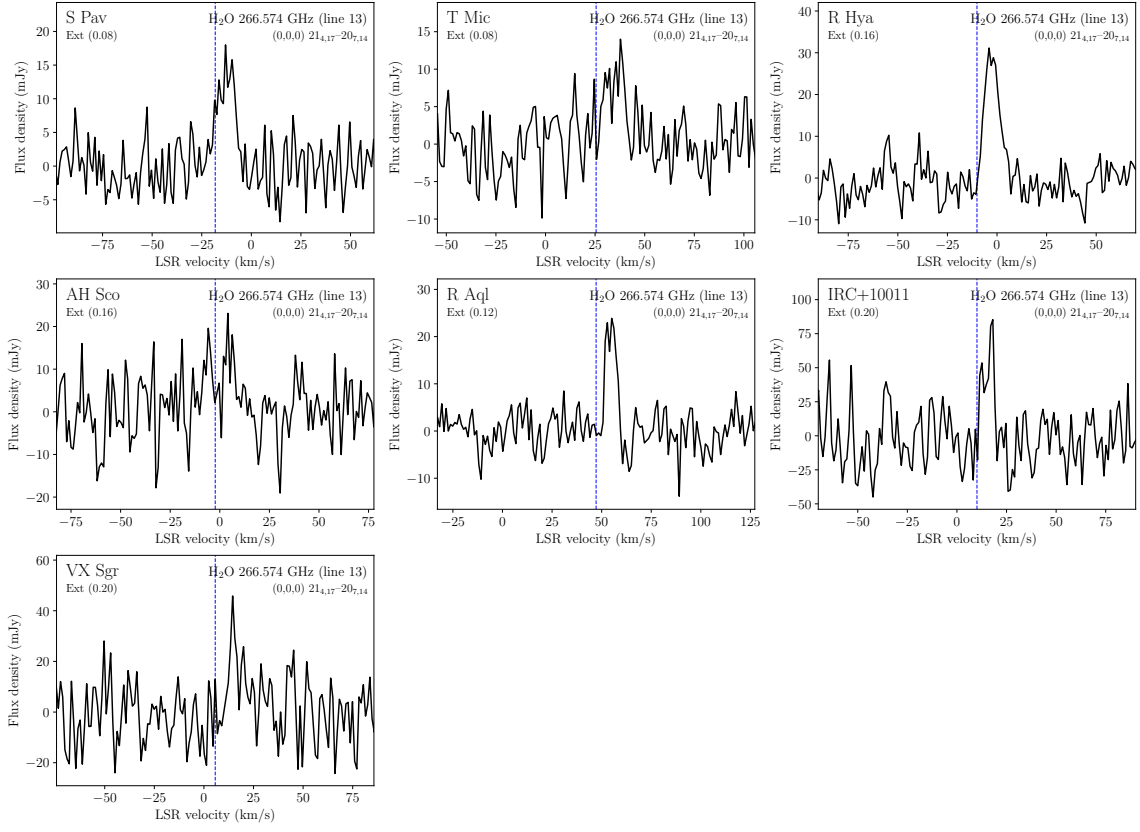 S Pav
H₂O 266.574 GHz (line 13)
Ext (0.08)
(0,0,0) 21₄,₁₇–20₇,₁₄
20
15
10
5
0
−5
Flux density (mJy)
−75 −50 −25 0 25 50
LSR velocity (km/s)
T Mic
H₂O 266.574 GHz (line 13)
Ext (0.08)
(0,0,0) 21₄,₁₇–20₇,₁₄
15
10
5
0
−5
−10
Flux density (mJy)
−50 −25 0 25 50 75 100
LSR velocity (km/s)
R Hya
H₂O 266.574 GHz (line 13)
Ext (0.16)
(0,0,0) 21₄,₁₇–20₇,₁₄
40
30
20
10
0
−10
Flux density (mJy)
−75 −50 −25 0 25 50
LSR velocity (km/s)
AH Sco
H₂O 266.574 GHz (line 13)
Ext (0.16)
(0,0,0) 21₄,₁₇–20₇,₁₄
30
20
10
0
−10
−20
Flux density (mJy)
−75 −50 −25 0 25 50 75
LSR velocity (km/s)
R Aql
H₂O 266.574 GHz (line 13)
Ext (0.12)
(0,0,0) 21₄,₁₇–20₇,₁₄
30
20
10
0
−10
Flux density (mJy)
−25 0 25 50 75 100 125
LSR velocity (km/s)
IRC+10011
H₂O 266.574 GHz (line 13)
Ext (0.20)
(0,0,0) 21₄,₁₇–20₇,₁₄
100
75
50
25
0
−25
−50
Flux density (mJy)
−50 −25 0 25 50 75
LSR velocity (km/s)
VX Sgr
H₂O 266.574 GHz (line 13)
Ext (0.20)
(0,0,0) 21₄,₁₇–20₇,₁₄
60
40
20
0
−20
Flux density (mJy)
−50 −25 0 25 50 75
LSR velocity (km/s)